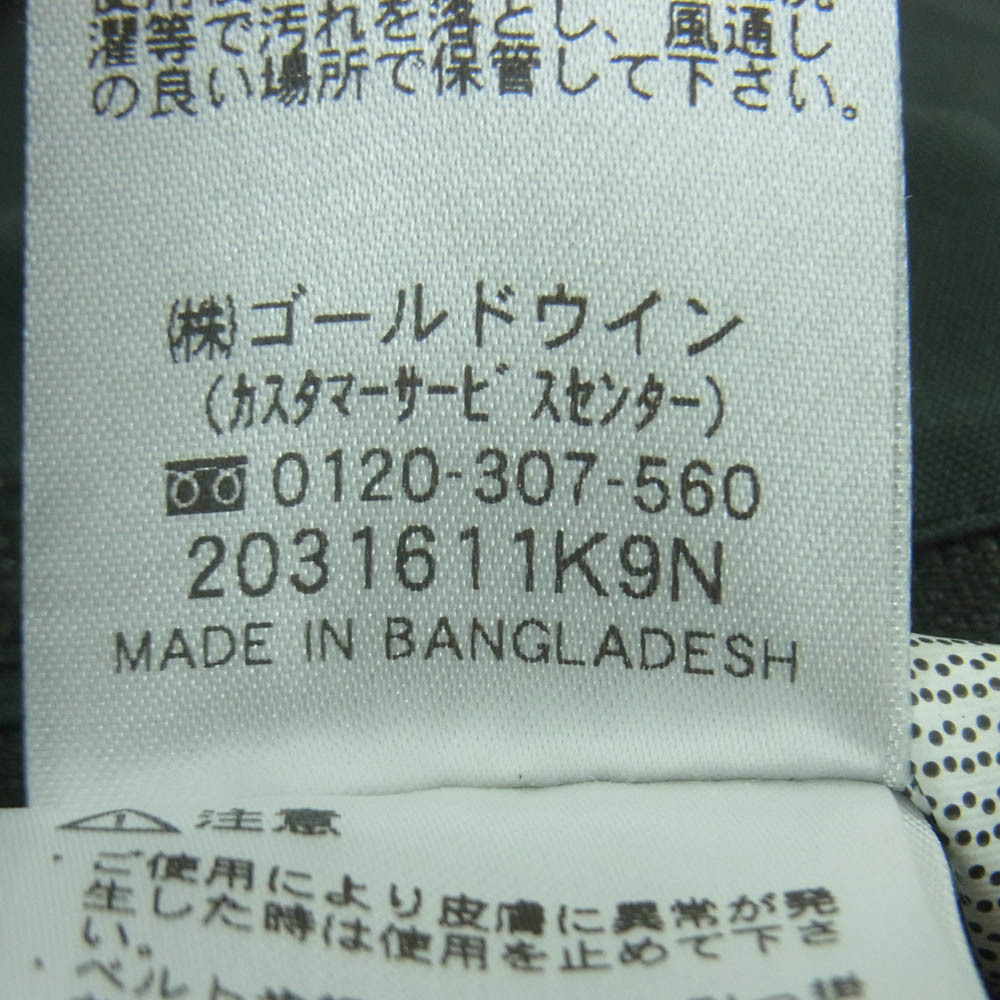 濯等で汚れを落とし、風通し
の良い場所で保管して下さい。
(株)ゴールドウイン
(カスタマーサービスセンター)
0120-307-560
2031611K9N
MADE IN BANGLADESH
注意
・ご使用により皮膚に異常が発
生した時は使用を止めて下さ
い。
・ベルト